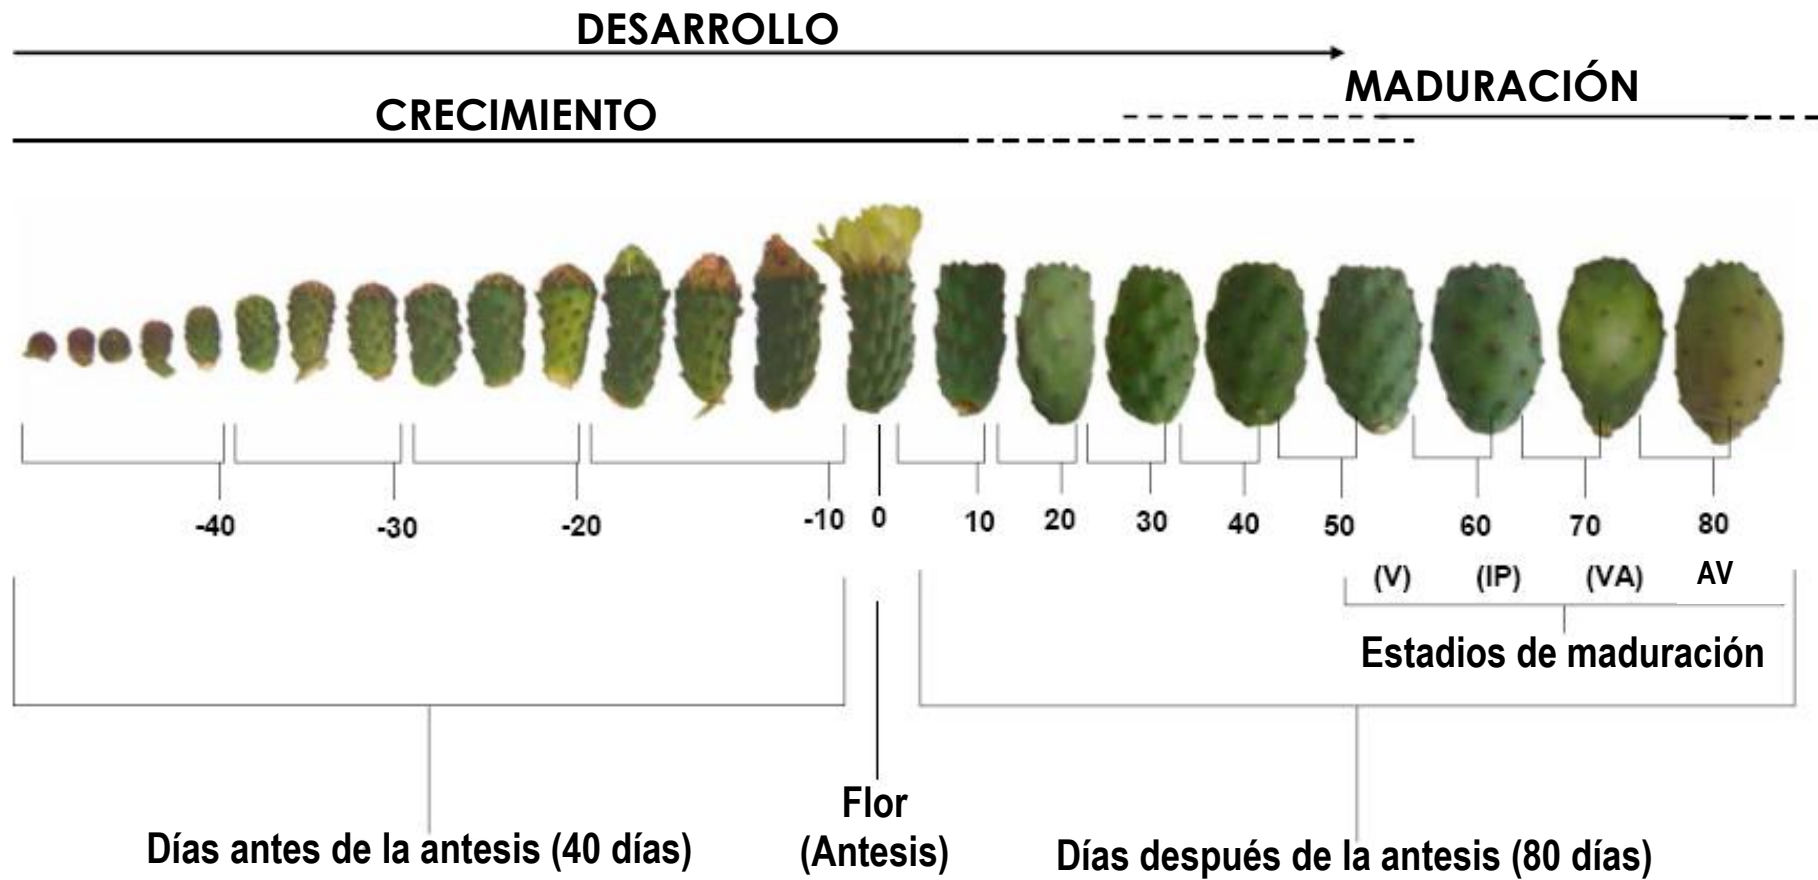 DESARROLLO
MADURACIÓN
CRECIMIENTO
-40 -30 -20 -10 0 10 20 30 40 50 60 70 80
(V) (IP) (VA) AV
Estadios de maduración
Flor
(Antesis)
Días antes de la antesis (40 días)
Días después de la antesis (80 días)